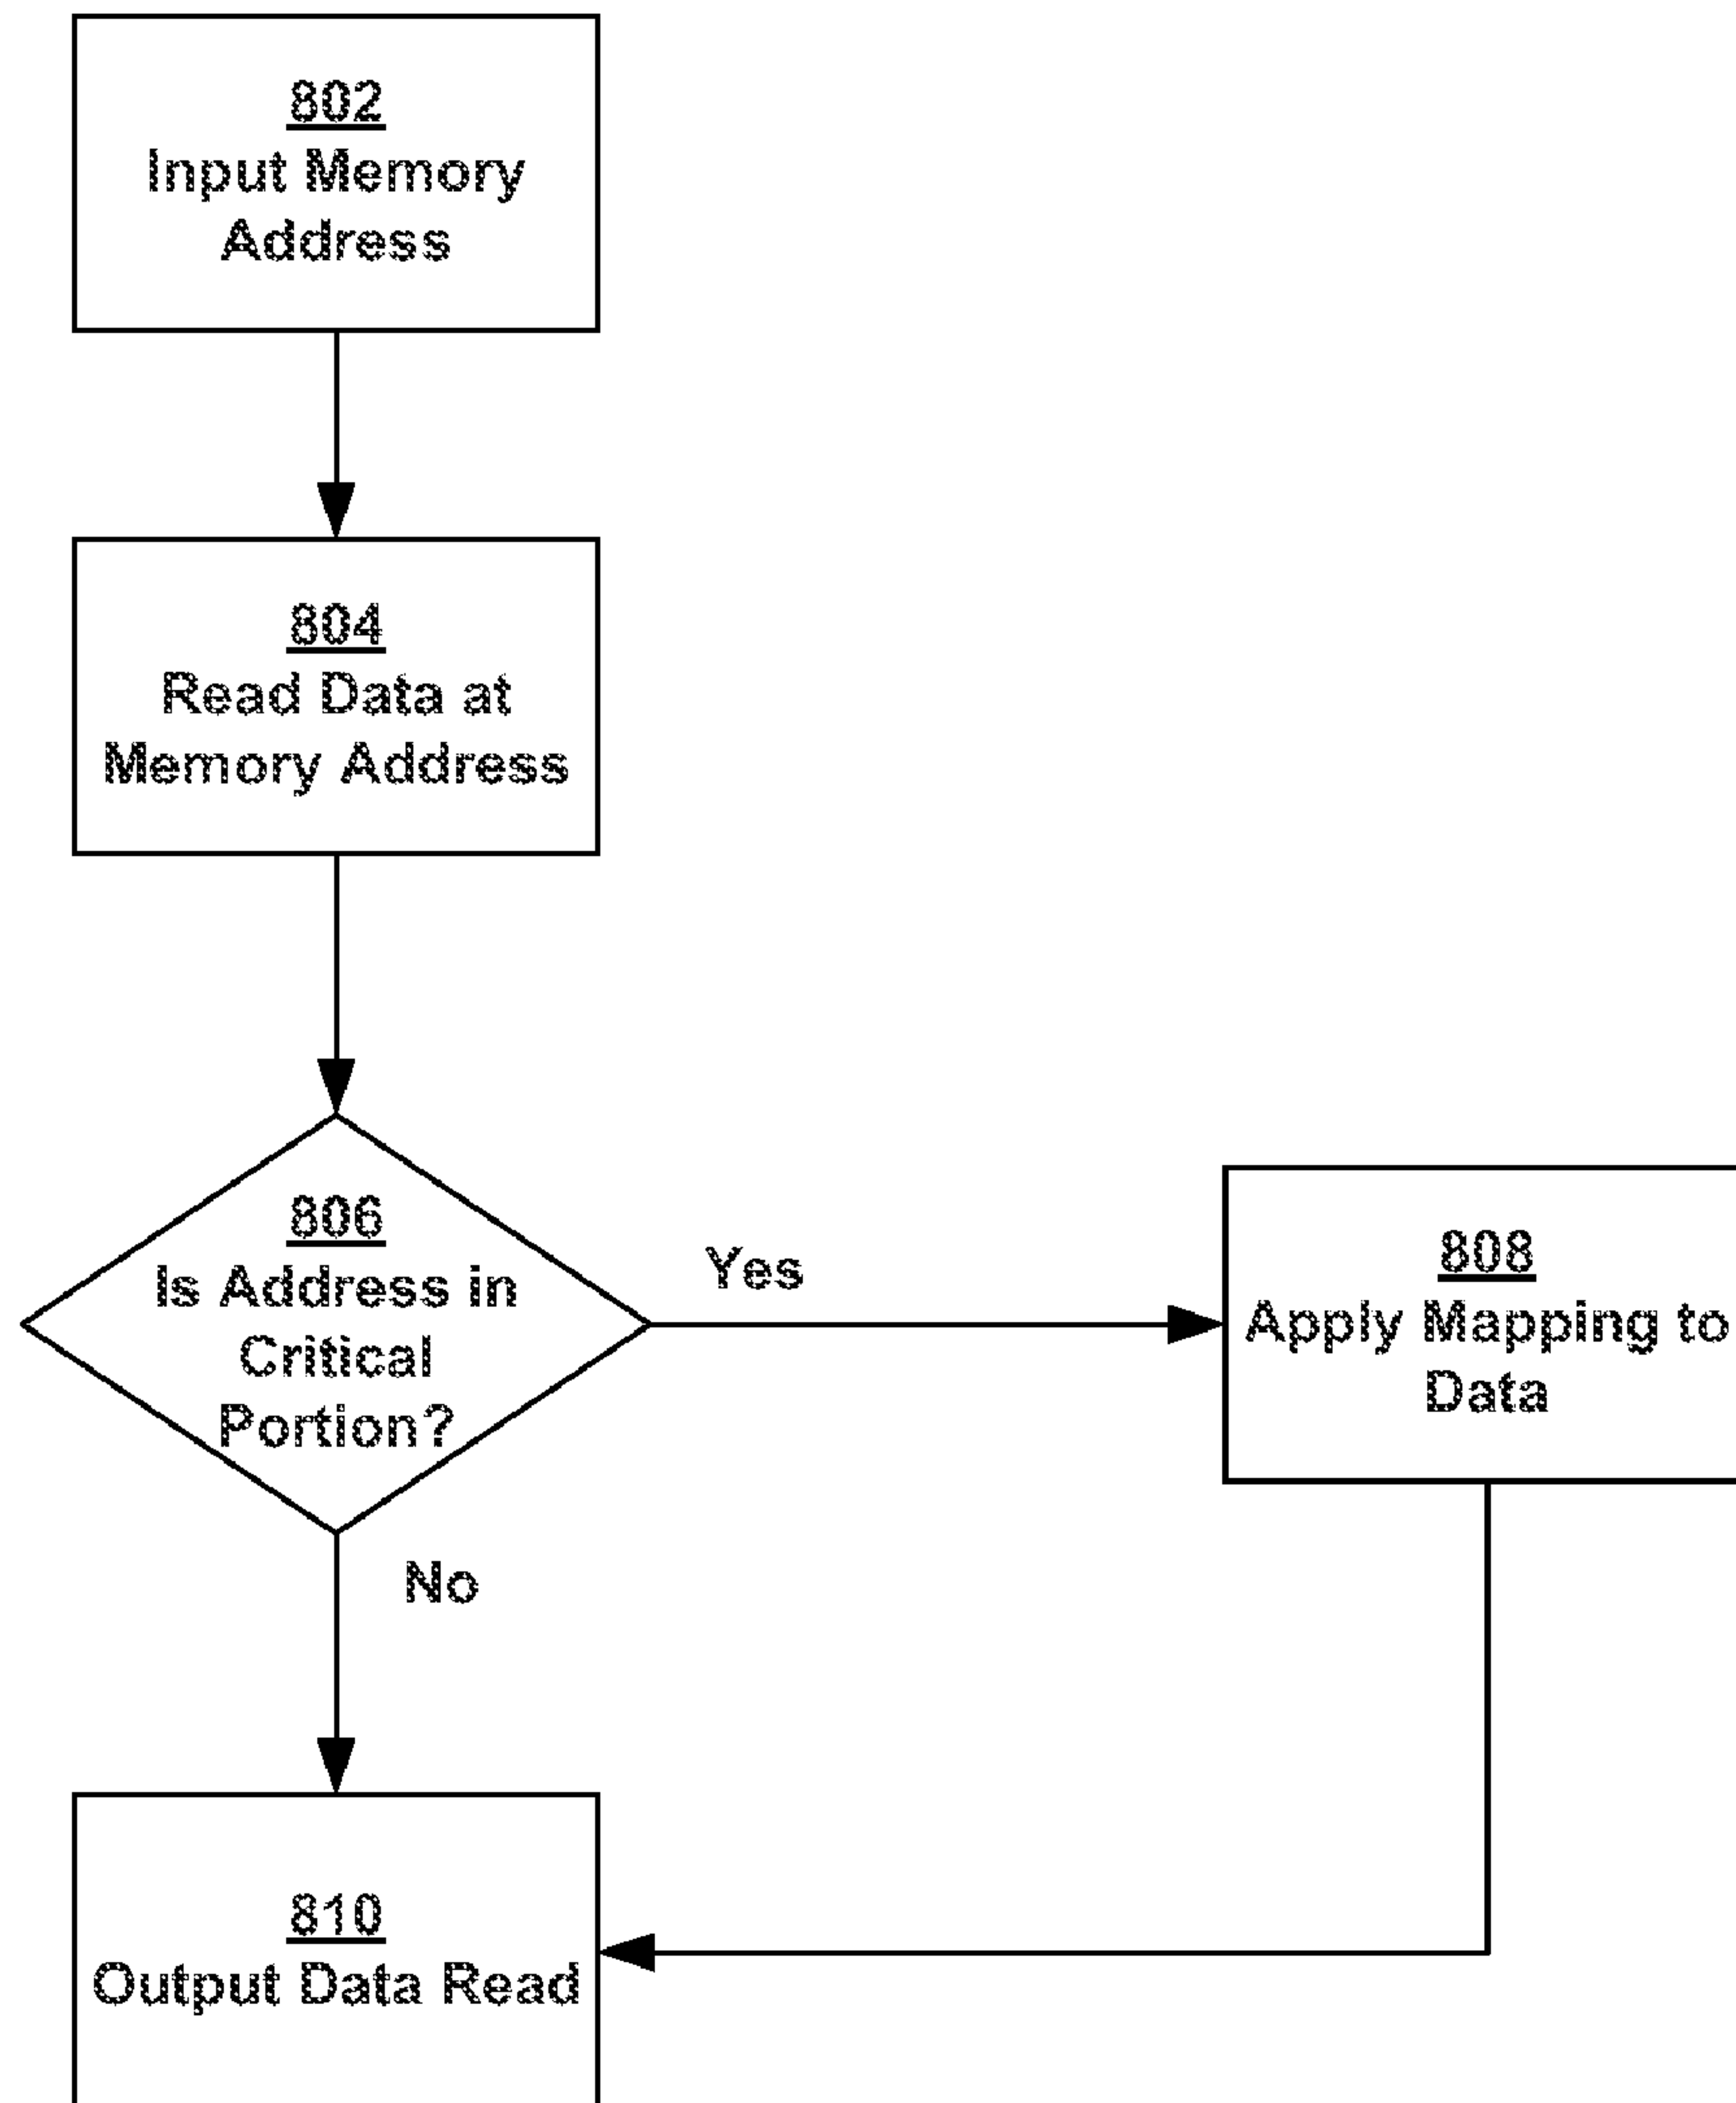 802
Input Memory
Address
804
Read Data at
Memory Address
806
Is Address in
Critical
Portion?
Yes
808
Apply Mapping to
Data
No
810
Output Data Read